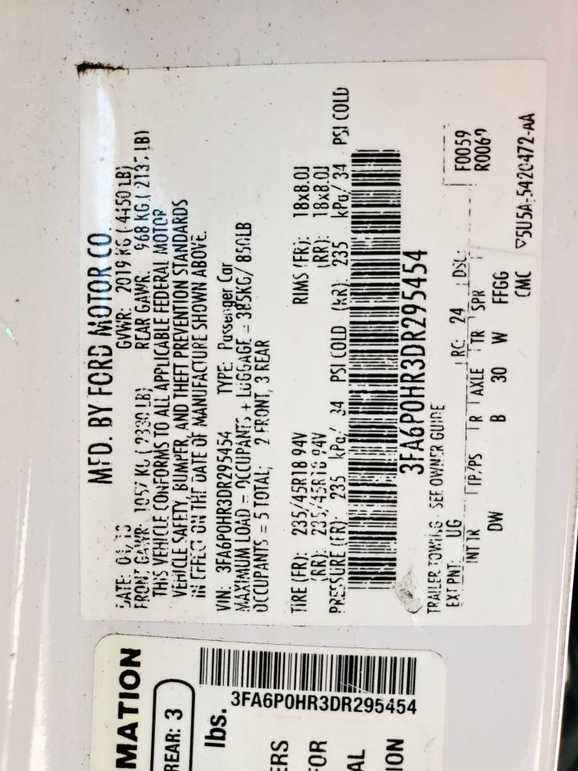 MFD. BY FORD MOTOR CO.
DATE: GVWR: 2019 KG ( 4450 LB)
FRONT GAWR: 1057 KG ( 2330 LB) REAR GAWR: 968 KG ( 2135 LB)
THIS VEHICLE CONFORMS TO ALL APPLICABLE FEDERAL MOTOR
VEHICLE SAFETY, BUMPER, AND THEFT PREVENTION STANDARDS
IN EFFECT ON THE DATE OF MANUFACTURE SHOWN ABOVE.
VIN: 3FA6P0HR3DR295454 TYPE: Passenger Car
MAXIMUM LOAD = OCCUPANTS + LUGGAGE = 385KG/ 850LB
OCCUPANTS = 5 TOTAL; 2 FRONT, 3 REAR
TIRE (FR): 235/45R18 94V RIMS (FR): 18x8.0J
(RR): 235/45R18 94V (RR): 18x8.0J
PRESSURE (FR): 235 kPa/ 34 PSI COLD (RR): 235 kPa/ 34 PSI COLD
3FA6P0HR3DR295454
TRAILER TOWING- SEE OWNER GUIDE
EXT PNT: UG RC: 24 DSO: F0059
R0062
INT TR TP/PS R AXLE TR SPR
DW B 30 W FFGG
CMC
▽5U5A-5420472-AA
3FA6P0HR3DR295454
MATION
REAR: 3
lbs.
ERS
FOR
AL
ION